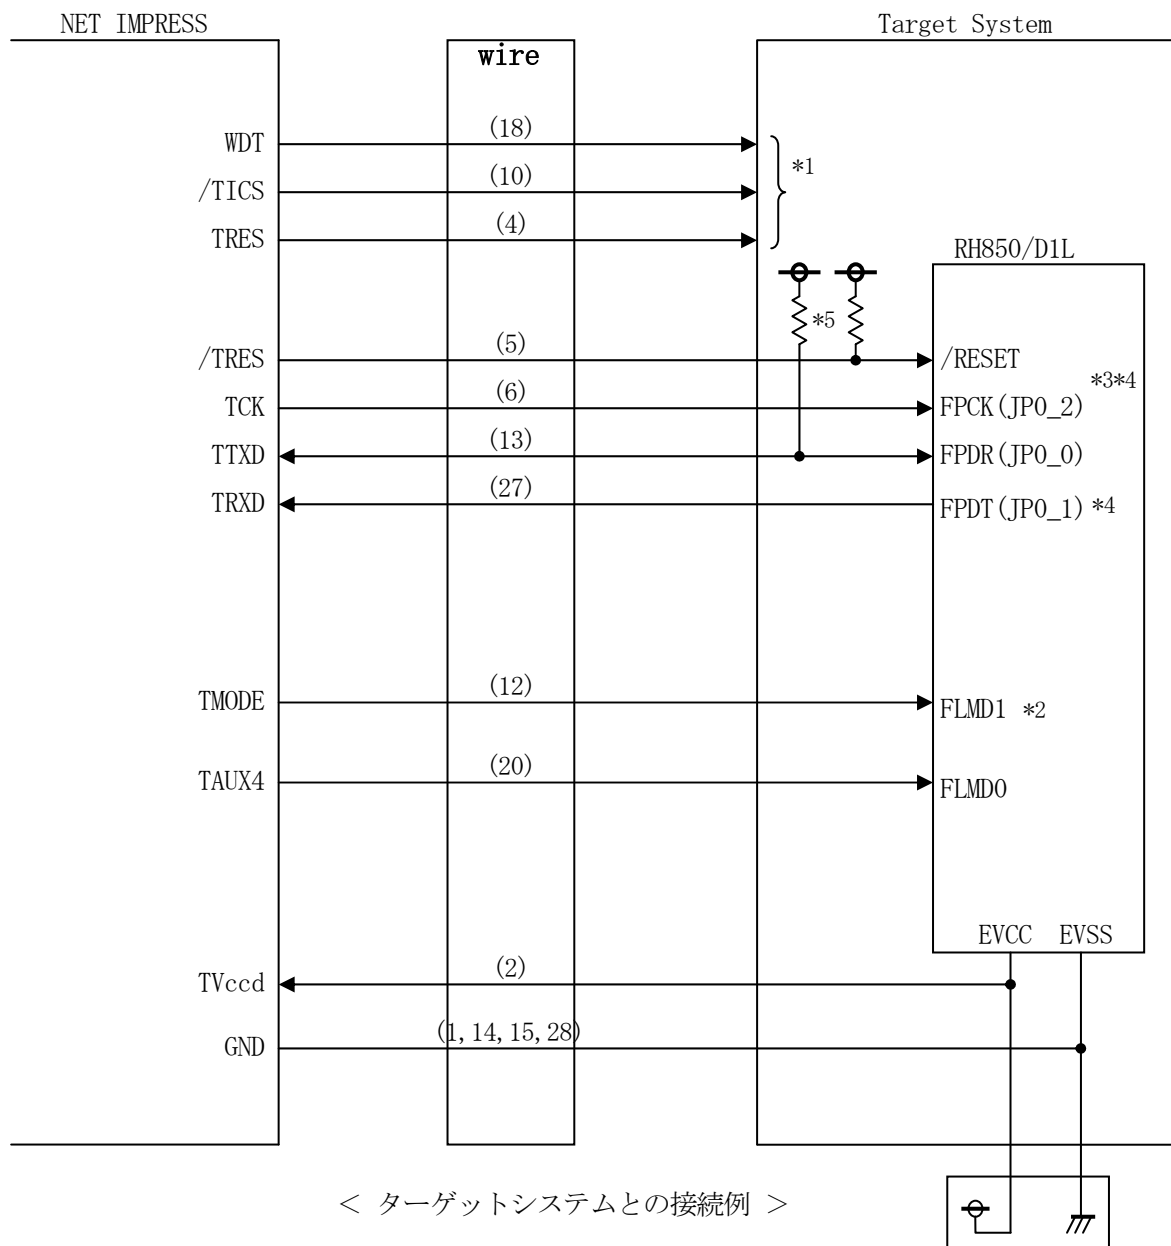 NET IMPRESS
Target System
wire
WDT (18) *1
/TICS (10)
TRES (4)
RH850/D1L
*5
/TRES (5) /RESET
*3*4
TCK (6) FPCK(JP0_2)
TTXD (13) FPDR(JP0_0)
TRXD (27) FPDT(JP0_1) *4
TMODE (12) FLMD1 *2
TAUX4 (20) FLMD0
EVCC EVSS
TVccd (2)
GND (1,14,15,28)
< ターゲットシステムとの接続例 >